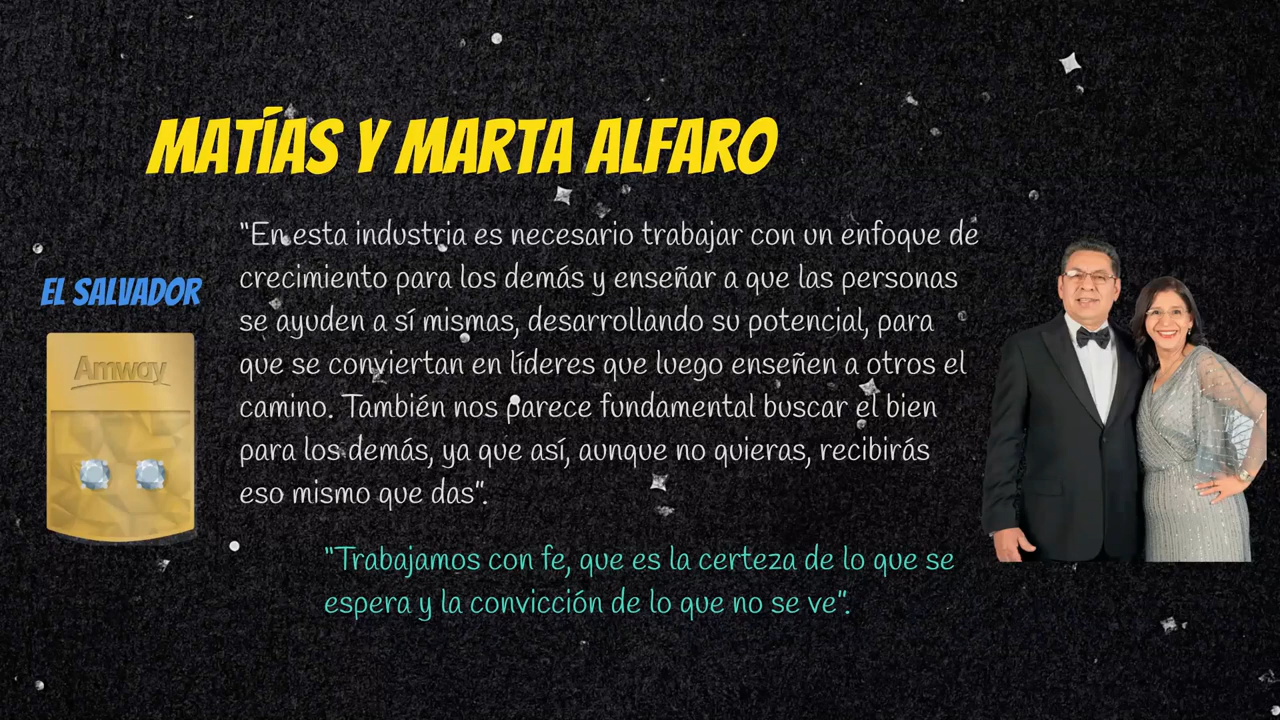 MATÍAS Y MARTA ALFARO
"En esta industria es necesario trabajar con un enfoque de
crecimiento para los demás y enseñar a que las personas
se ayuden a sí mismas, desarrollando su potencial, para
que se conviertan en líderes que luego enseñen a otros el
camino. También nos parece fundamental buscar el bien
para los demás, ya que así, aunque no quieras, recibirás
eso mismo que das".
EL SALVADOR
Amway
"Trabajamos con fe, que es la certeza de lo que se
espera y la convicción de lo que no se ve".